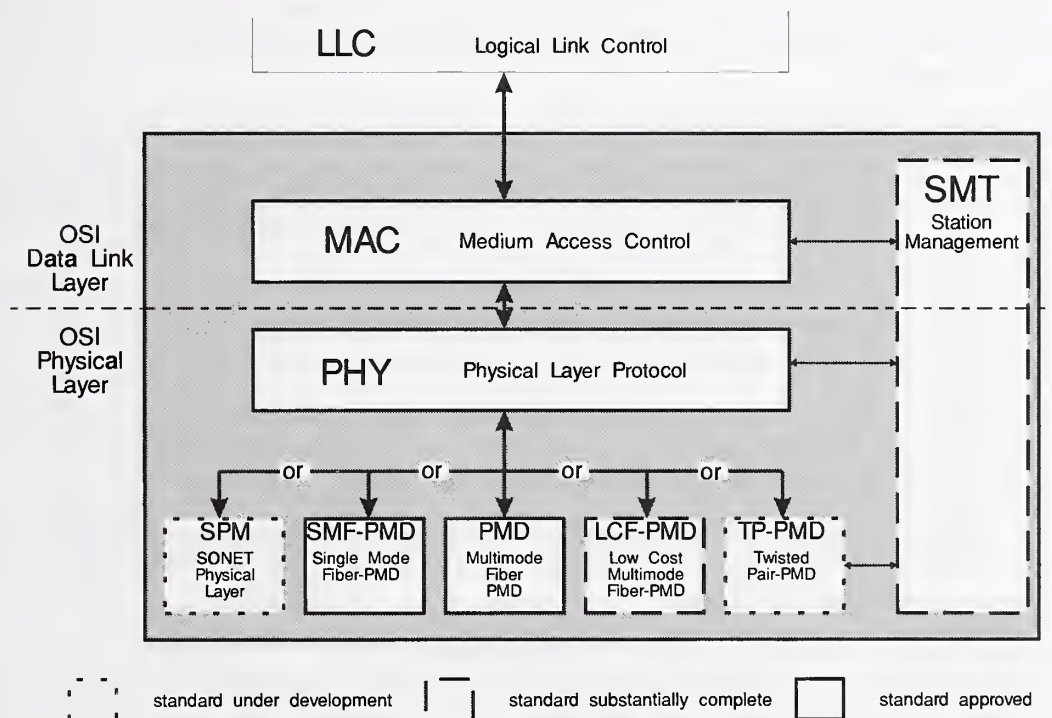 LLC Logical Link Control
OSI
Data Link
Layer
MAC Medium Access Control
SMT
Station
Management
OSI
Physical
Layer
PHY Physical Layer Protocol
or or or or
SPM
SONET
Physical
Layer
SMF-PMD
Single Mode
Fiber-PMD
PMD
Multimode
Fiber
PMD
LCF-PMD
Low Cost
Multimode
Fiber-PMD
TP-PMD
Twisted
Pair-PMD
standard under development standard substantially complete standard approved